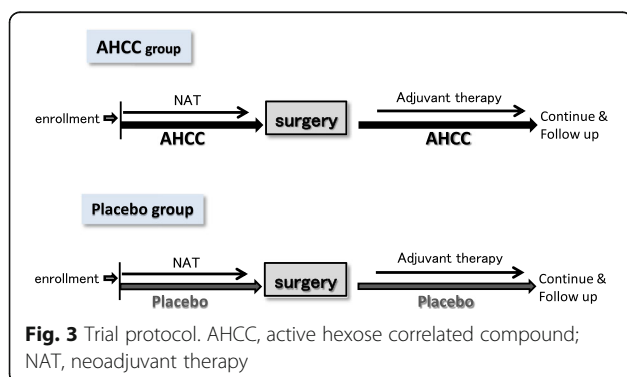 AHCC group
NAT
enrollment
AHCC
surgery
Adjuvant therapy
AHCC
Continue &
Follow up
Placebo group
NAT
enrollment
Placebo
surgery
Adjuvant therapy
Placebo
Continue &
Follow up
Fig. 3 Trial protocol. AHCC, active hexose correlated compound;
NAT, neoadjuvant therapy